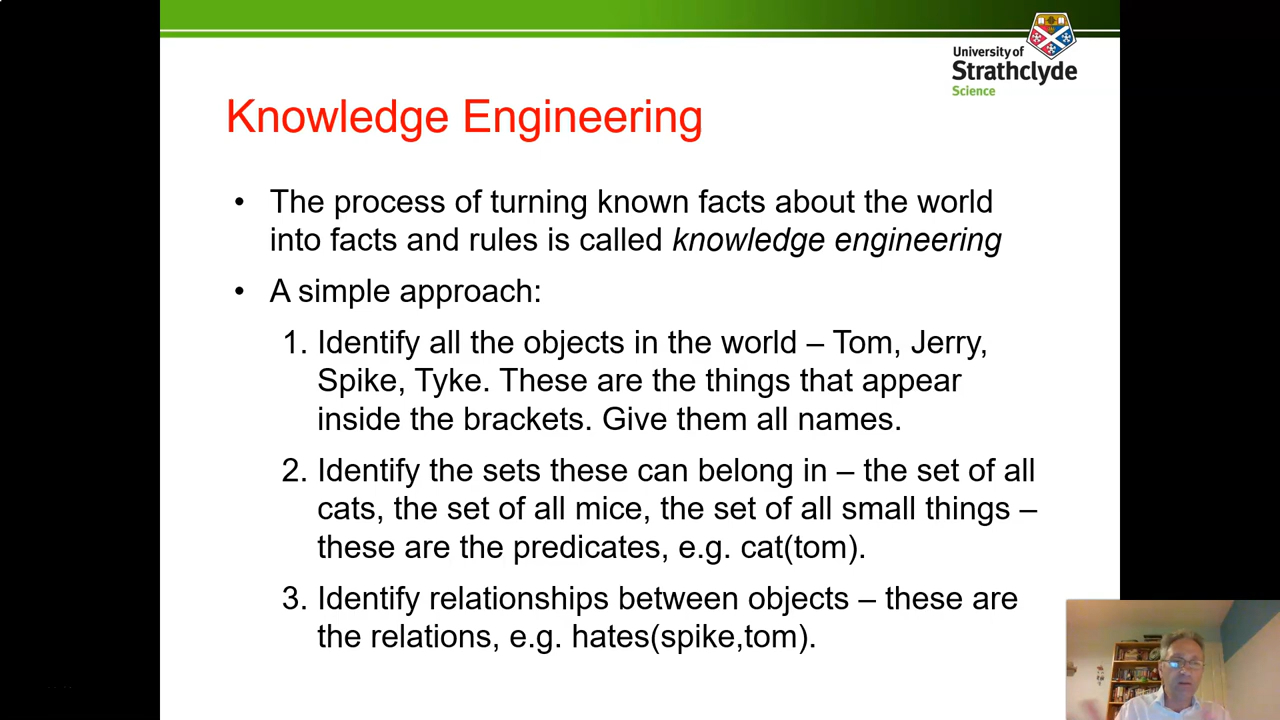 University of
Strathclyde
Science
Knowledge Engineering
• The process of turning known facts about the world
into facts and rules is called knowledge engineering
• A simple approach:
1. Identify all the objects in the world – Tom, Jerry,
Spike, Tyke. These are the things that appear
inside the brackets. Give them all names.
2. Identify the sets these can belong in – the set of all
cats, the set of all mice, the set of all small things –
these are the predicates, e.g. cat(tom).
3. Identify relationships between objects – these are
the relations, e.g. hates(spike,tom).